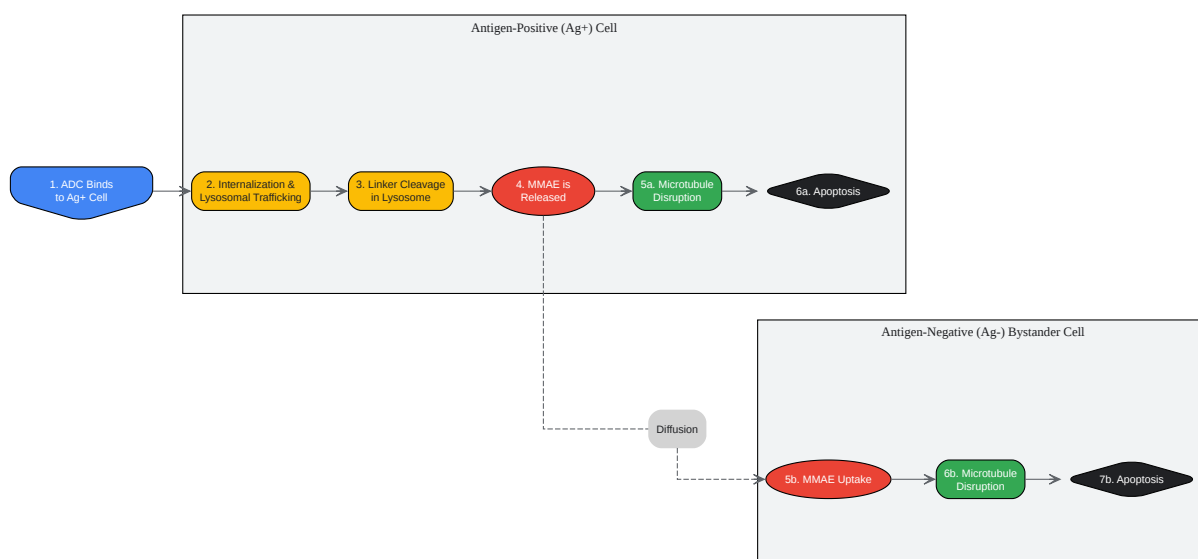 Antigen-Positive (Ag+) Cell
1. ADC Binds
to Ag+ Cell
2. Internalization &
Lysosomal Trafficking
3. Linker Cleavage
in Lysosome
4. MMAE is
Released
5a. Microtubule
Disruption
6a. Apoptosis
Antigen-Negative (Ag-) Bystander Cell
Diffusion
5b. MMAE Uptake
6b. Microtubule
Disruption
7b. Apoptosis